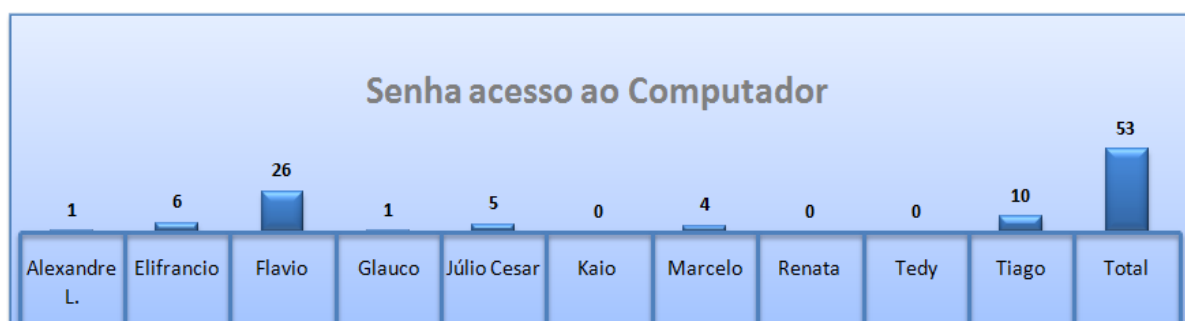 Senha acesso ao Computador
53
26
10
6
5
4
1
1
0
0
0
Alexandre L.
Elifrancio
Flavio
Glauco
Júlio Cesar
Kaio
Marcelo
Renata
Tedy
Tiago
Total